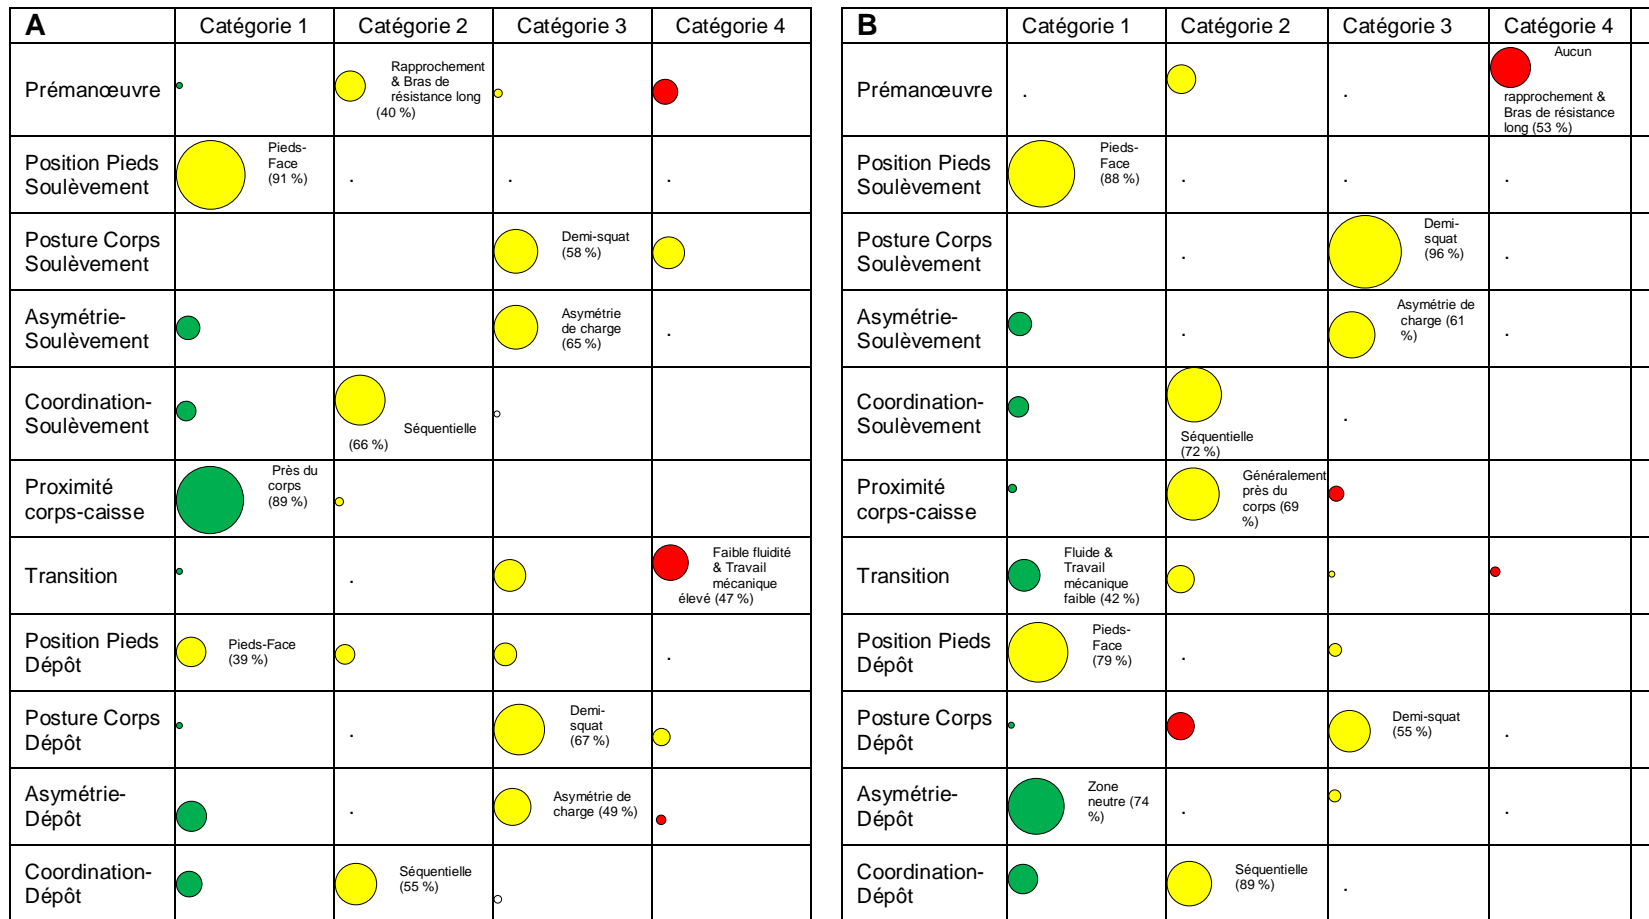 A Catégorie 1 Catégorie 2 Catégorie 3 Catégorie 4
Prémanœuvre
Rapprochement
& Bras de
résistance long
(40 %)
Position Pieds
Soulèvement
Pieds-
Face
(91 %)
. . .
Posture Corps
Soulèvement
Demi-squat
(58 %)
Asymétrie-
Soulèvement
Asymétrie
de charge
(65 %)
.
Coordination-
Soulèvement
Séquentielle
(66 %)
Proximité
corps-caisse
Près du
corps
(89 %)
Transition
.
Faible fluidité
& Travail
mécanique
élevé (47 %)
Position Pieds
Dépôt
Pieds-Face
(39 %)
.
Posture Corps
Dépôt
.
Demi-
squat
(67 %)
Asymétrie-
Dépôt
.
Asymétrie de
charge (49 %)
Coordination-
Dépôt
Séquentielle
(55 %)
B Catégorie 1 Catégorie 2 Catégorie 3 Catégorie 4
Prémanœuvre
. .
Aucun
rapprochement &
Bras de résistance
long (53 %)
Position Pieds
Soulèvement
Pieds-
Face
(88 %)
. . .
Posture Corps
Soulèvement
.
Demi-
squat
(96 %)
.
Asymétrie-
Soulèvement
.
Asymétrie de
charge (61
%)
.
Coordination-
Soulèvement
Séquentielle
(72 %)
.
Proximité
corps-caisse
Généralement
près du
corps (69
%)
Transition
Fluide &
Travail
mécanique
faible (42 %)
Position Pieds
Dépôt
Pieds-
Face
(79 %)
.
Posture Corps
Dépôt
Demi-squat
(55 %)
.
Asymétrie-
Dépôt
Zone
neutre (74
%)
. .
Coordination-
Dépôt
Séquentielle
(89 %)
.